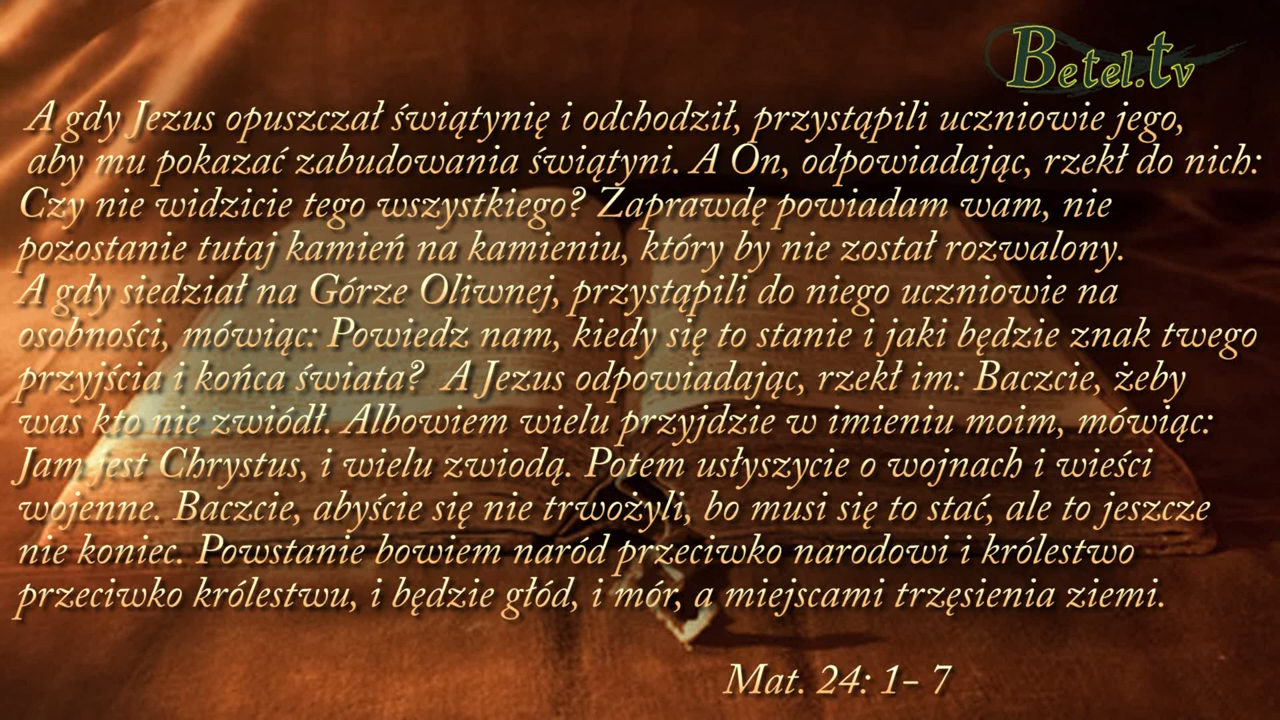 Betel.tv
A gdy Jezus opuszczał świątynię i odchodził, przystąpili uczniowie jego,
aby mu pokazać zabudowania świątyni. A On, odpowiadając, rzekł do nich:
Czy nie widzicie tego wszystkiego? Zaprawdę powiadam wam, nie
pozostanie tutaj kamień na kamieniu, który by nie został rozwalony.
A gdy siedział na Górze Oliwnej, przystąpili do niego uczniowie na
osobności, mówiąc: Powiedz nam, kiedy się to stanie i jaki będzie znak twego
przyjścia i końca świata? A Jezus odpowiadając, rzekł im: Baczcie, żeby
was kto nie zwiódł. Albowiem wielu przyjdzie w imieniu moim, mówiąc:
Jam jest Chrystus, i wielu zwiodą. Potem usłyszycie o wojnach i wieści
wojenne. Baczcie, abyście się nie trwożyli, bo musi się to stać, ale to jeszcze
nie koniec. Powstanie bowiem naród przeciwko narodowi i królestwo
przeciwko królestwu, i będzie głód, i mór, a miejscami trzęsienia ziemi.
Mat. 24: 1- 7